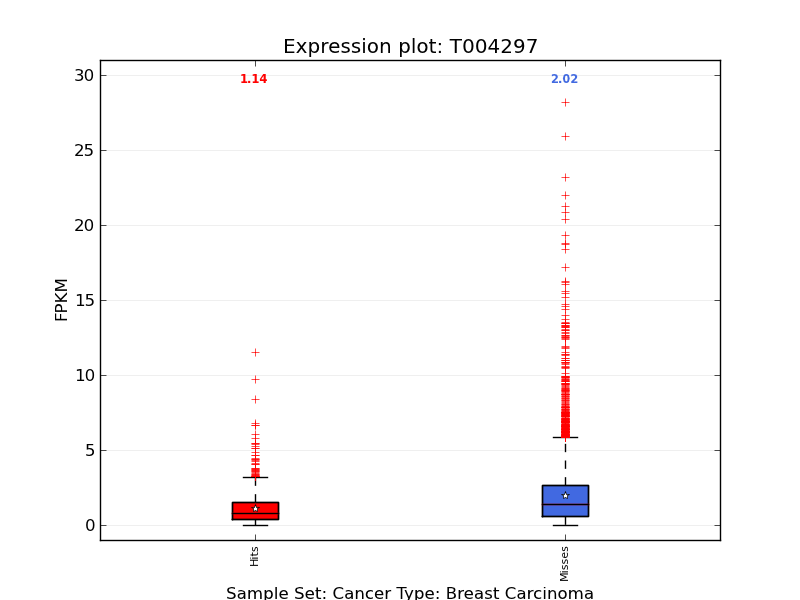 Expression plot: T004297
1.14
2.02
30
25
20
15
10
5
0
FPKM
Hits
Misses
Sample Set: Cancer Type: Breast Carcinoma